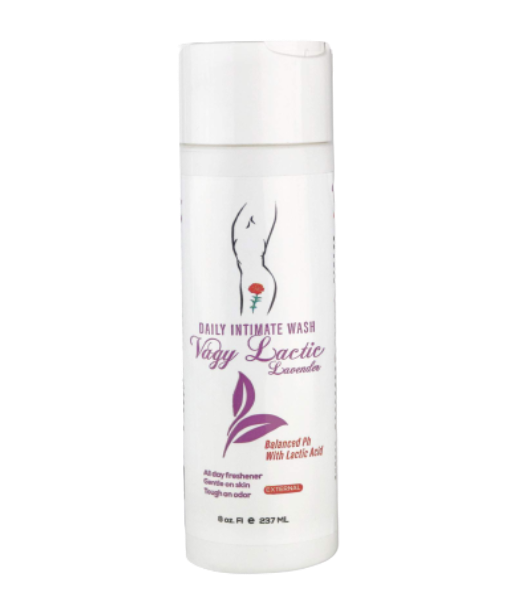 DAILY INTIMATE WASH
Vagy Lactic
Lavender
Balanced Ph
With Lactic Acid
All day freshener
Gentle on skin
Tough on odor
EXTERNAL
8 oz. Fl e 237 ML